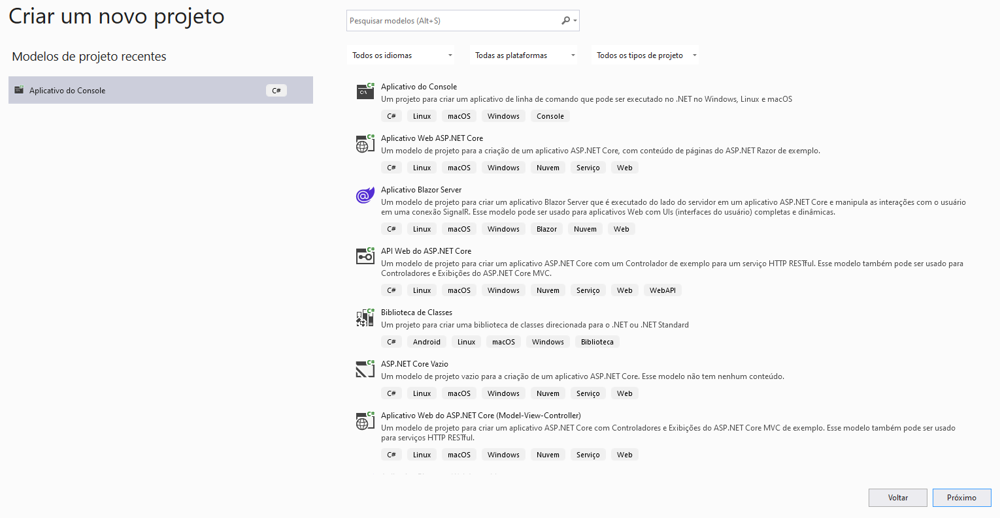 Criar um novo projeto
Pesquisar modelos (Alt+S)
Modelos de projeto recentes
Todos os idiomas
Todas as plataformas
Todos os tipos de projeto
Aplicativo do Console
C#
Aplicativo do Console
Um projeto para criar um aplicativo de linha de comando que pode ser executado no .NET no Windows, Linux e macOS
C# Linux macOS Windows Console
Aplicativo Web ASP.NET Core
Um modelo de projeto para a criação de um aplicativo ASP.NET Core, com conteúdo de páginas do ASP.NET Razor de exemplo.
C# Linux macOS Windows Nuvem Serviço Web
Aplicativo Blazor Server
Um modelo de projeto para criar um aplicativo Blazor Server que é executado do lado do servidor em um aplicativo ASP.NET Core e manipula as interações com o usuário
em uma conexão SignalR. Esse modelo pode ser usado para aplicativos Web com UIs (interfaces do usuário) completas e dinâmicas.
C# Linux macOS Windows Blazor Nuvem Web
API Web do ASP.NET Core
Um modelo de projeto para criar um aplicativo ASP.NET Core com um Controlador de exemplo para um serviço HTTP RESTful. Esse modelo também pode ser usado para
Controladores e Exibições do ASP.NET Core MVC.
C# Linux macOS Windows Nuvem Serviço Web WebAPI
Biblioteca de Classes
Um projeto para criar uma biblioteca de classes direcionada para o .NET ou .NET Standard
C# Android Linux macOS Windows Biblioteca
ASP.NET Core Vazio
Um modelo de projeto vazio para a criação de um aplicativo ASP.NET Core. Esse modelo não tem nenhum conteúdo.
C# Linux macOS Windows Nuvem Serviço Web
Aplicativo Web do ASP.NET Core (Model-View-Controller)
Um modelo de projeto para criar um aplicativo ASP.NET Core com Controladores e Exibições do ASP.NET Core MVC de exemplo. Esse modelo também pode ser usado
para serviços HTTP RESTful.
C# Linux macOS Windows Nuvem Serviço Web
Voltar
Próximo